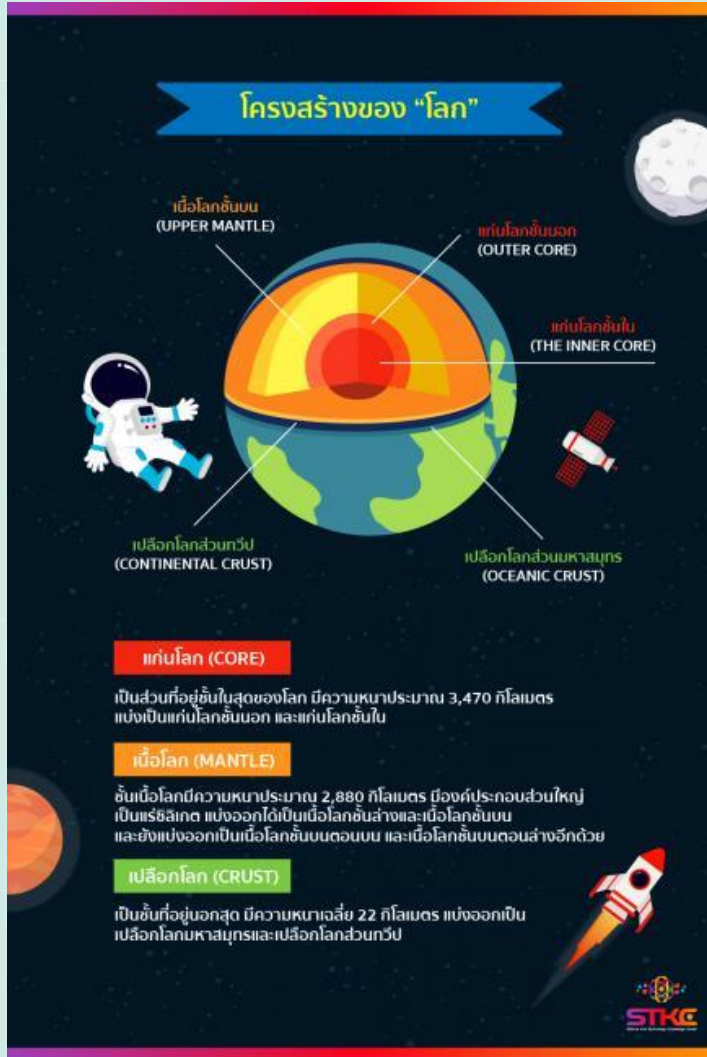 โครงสร้างของ “โลก”
เนื้อโลกชั้นบน
(UPPER MANTLE)
แก่นโลกชั้นนอก
(OUTER CORE)
แก่นโลกชั้นใน
(THE INNER CORE)
เปลือกโลกส่วนทวีป
(CONTINENTAL CRUST)
เปลือกโลกส่วนมหาสมุทร
(OCEANIC CRUST)
แก่นโลก (CORE)
เป็นส่วนที่อยู่ชั้นในสุดของโลก มีความหนาประมาณ 3,470 กิโลเมตร
แบ่งเป็นแก่นโลกชั้นนอก และแก่นโลกชั้นใน
เนื้อโลก (MANTLE)
ชั้นเนื้อโลกมีความหนาประมาณ 2,880 กิโลเมตร มีองค์ประกอบส่วนใหญ่
เป็นแร่ซิลิเกต แบ่งออกได้เป็นเนื้อโลกชั้นล่างและเนื้อโลกชั้นบน
และยังแบ่งออกเป็นเนื้อโลกชั้นบนตอนบน และเนื้อโลกชั้นบนตอนล่างอีกด้วย
เปลือกโลก (CRUST)
เป็นชั้นที่อยู่นอกสุด มีความหนาเฉลี่ย 22 กิโลเมตร แบ่งออกเป็น
เปลือกโลกมหาสมุทรและเปลือกโลกส่วนทวีป
STKC